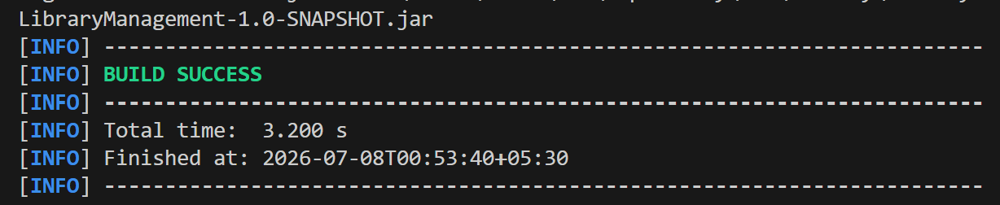 LibraryManagement-1.0-SNAPSHOT.jar
[INFO] ------------------------------------------------------------------------
[INFO] BUILD SUCCESS
[INFO] ------------------------------------------------------------------------
[INFO] Total time:  3.200 s
[INFO] Finished at: 2026-07-08T00:53:40+05:30
[INFO] ------------------------------------------------------------------------